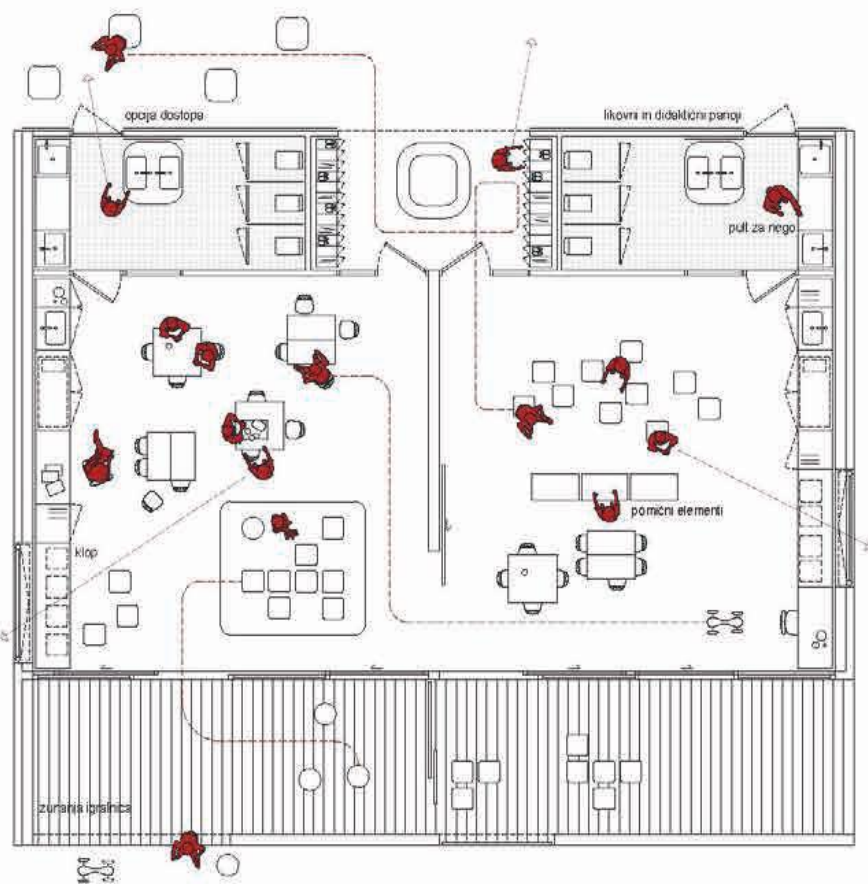 opcija dostopa
likovni in didaktični panoji
pult za nego
pomični elementi
klop
zunanja igralnica